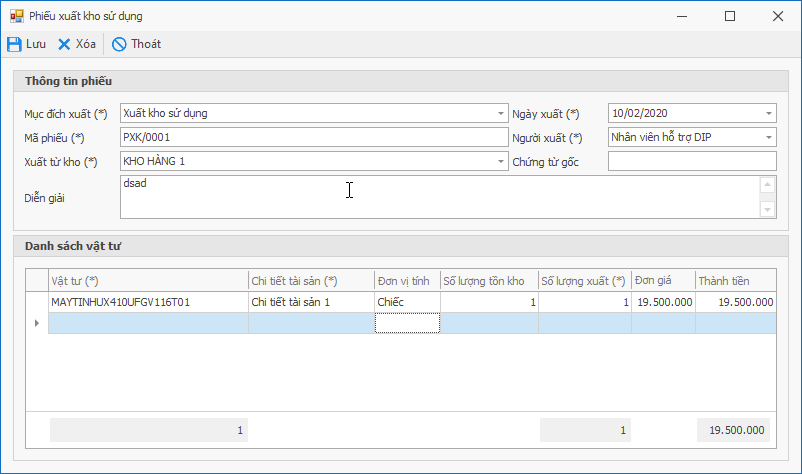 Phiếu xuất kho sử dụng
Lưu Xóa Thoát
Thông tin phiếu
Mục đích xuất (*) Xuất kho sử dụng Ngày xuất (*) 10/02/2020
Mã phiếu (*) PXK/0001 Người xuất (*) Nhân viên hỗ trợ DIP
Xuất từ kho (*) KHO HÀNG 1 Chứng từ gốc
Diễn giải dsad
Danh sách vật tư
Vật tư (*) Chi tiết tài sản (*) Đơn vị tính Số lượng tồn kho Số lượng xuất (*) Đơn giá Thành tiền
MAYTINHUX410UFGV116T01 Chi tiết tài sản 1 Chiếc 1 1 19.500.000 19.500.000
1 1 19.500.000